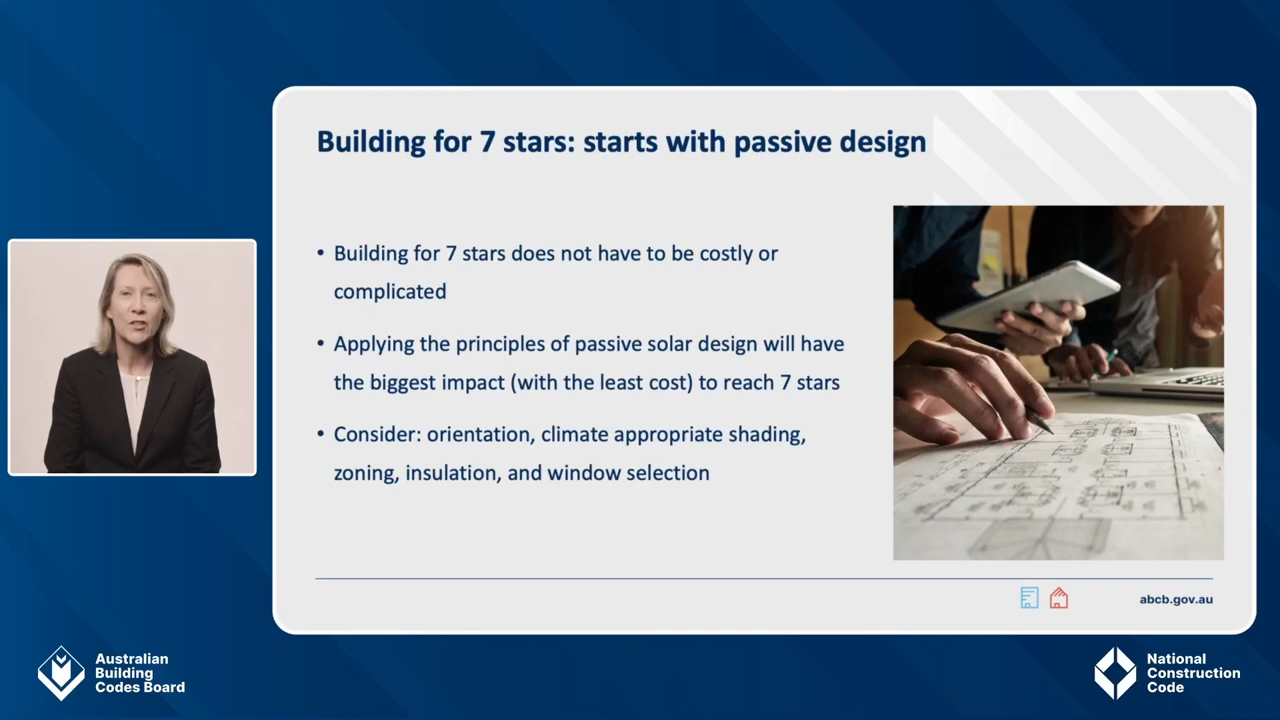 Building for 7 stars: starts with passive design
• Building for 7 stars does not have to be costly or
complicated
• Applying the principles of passive solar design will have
the biggest impact (with the least cost) to reach 7 stars
• Consider: orientation, climate appropriate shading,
zoning, insulation, and window selection
abcb.gov.au
Australian
Building
Codes Board
National
Construction
Code